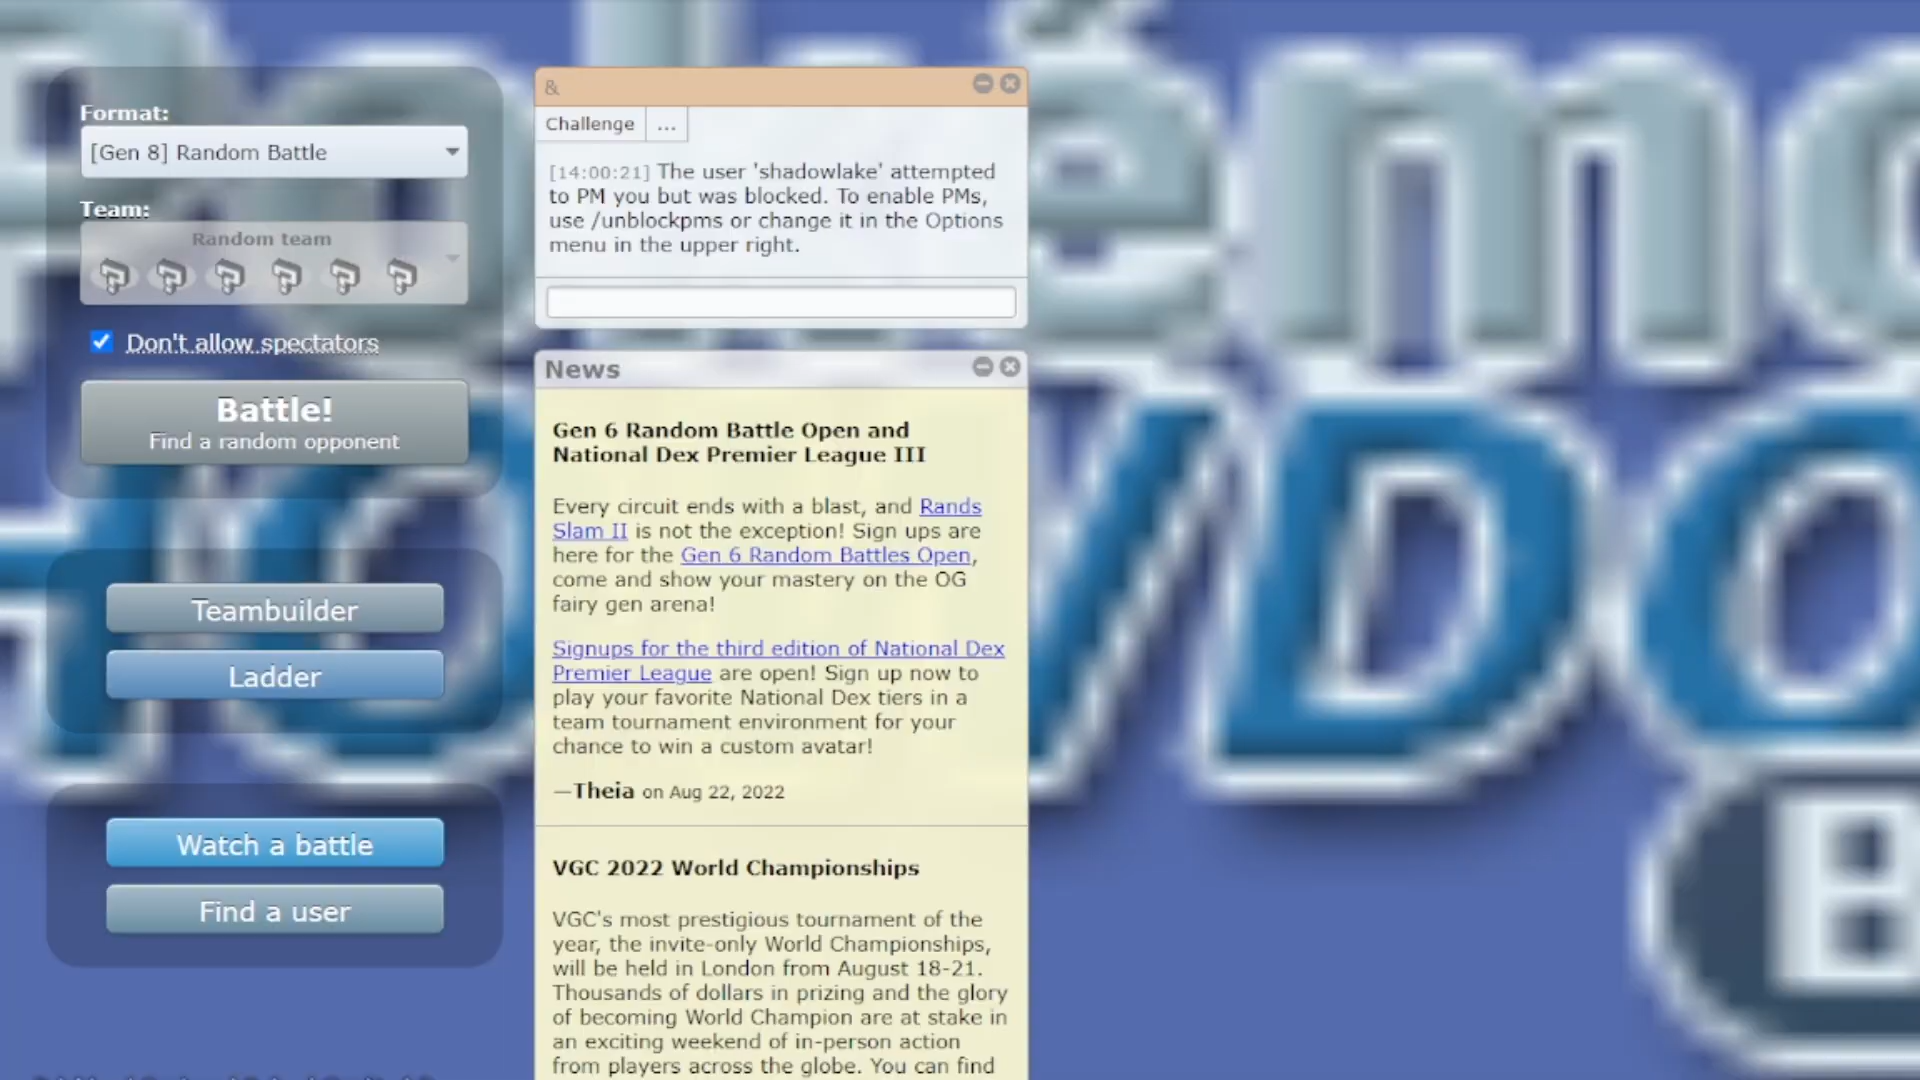 Format:
[Gen 8] Random Battle
Team:
Random team
Don't allow spectators
Battle!
Find a random opponent
Teambuilder
Ladder
Watch a battle
Find a user
&
Challenge ...
[14:00:21] The user 'shadowlake' attempted
to PM you but was blocked. To enable PMs,
use /unblockpms or change it in the Options
menu in the upper right.
News
Gen 6 Random Battle Open and
National Dex Premier League III
Every circuit ends with a blast, and Rands
Slam II is not the exception! Sign ups are
here for the Gen 6 Random Battles Open,
come and show your mastery on the OG
fairy gen arena!
Signups for the third edition of National Dex
Premier League are open! Sign up now to
play your favorite National Dex tiers in a
team tournament environment for your
chance to win a custom avatar!
—Theia on Aug 22, 2022
VGC 2022 World Championships
VGC's most prestigious tournament of the
year, the invite-only World Championships,
will be held in London from August 18-21.
Thousands of dollars in prizing and the glory
of becoming World Champion are at stake in
an exciting weekend of in-person action
from players across the globe. You can find